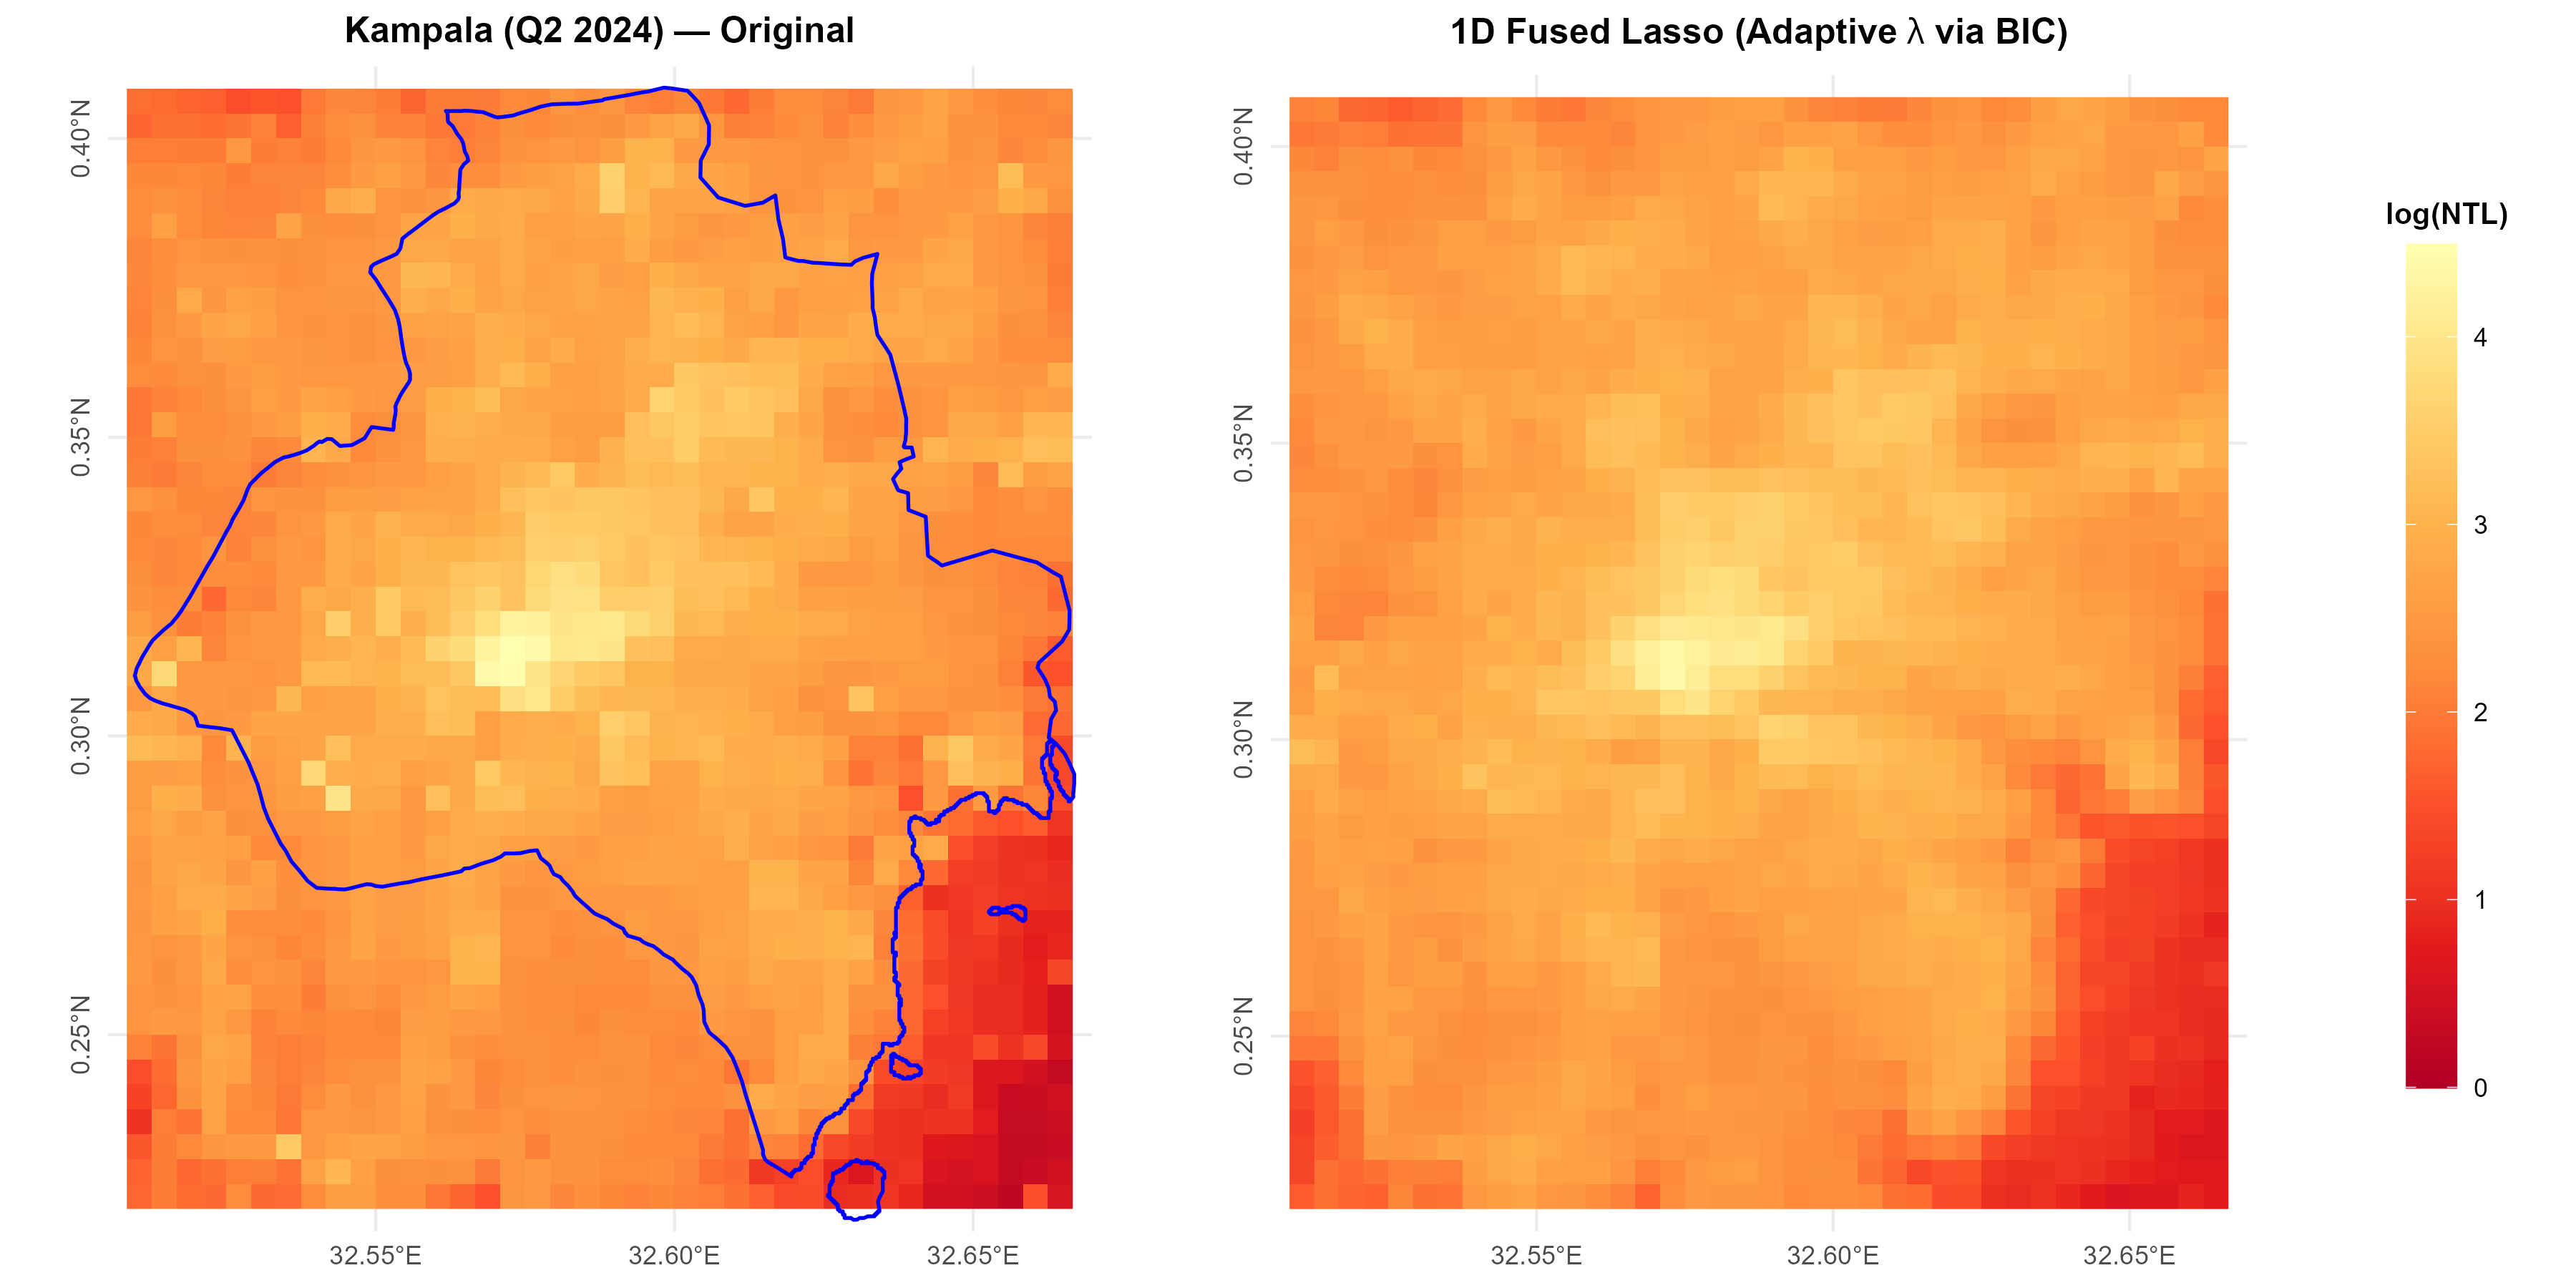 Kampala (Q2 2024) — Original
0.40°N
0.35°N
0.30°N
0.25°N
32.55°E
32.60°E
32.65°E
1D Fused Lasso (Adaptive λ via BIC)
0.40°N
0.35°N
0.30°N
0.25°N
32.55°E
32.60°E
32.65°E
log(NTL)
4
3
2
1
0